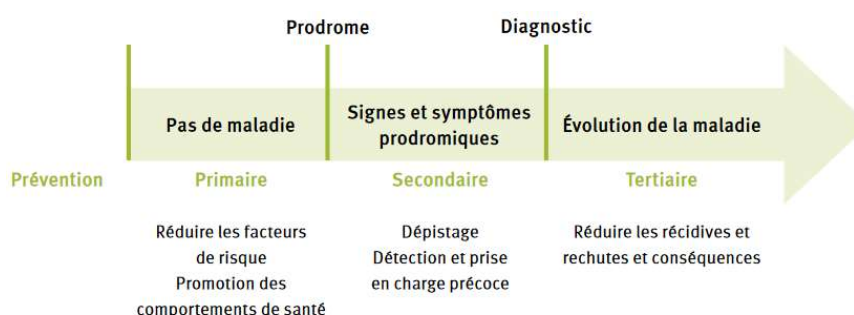 Prodrome
Diagnostic
Pas de maladie
Signes et symptômes
prodromiques
Évolution de la maladie
Prévention
Primaire
Secondaire
Tertiaire
Réduire les facteurs
de risque
Promotion des
comportements de santé
Dépistage
Détection et prise
en charge précoce
Réduire les récidives et
rechutes et conséquences